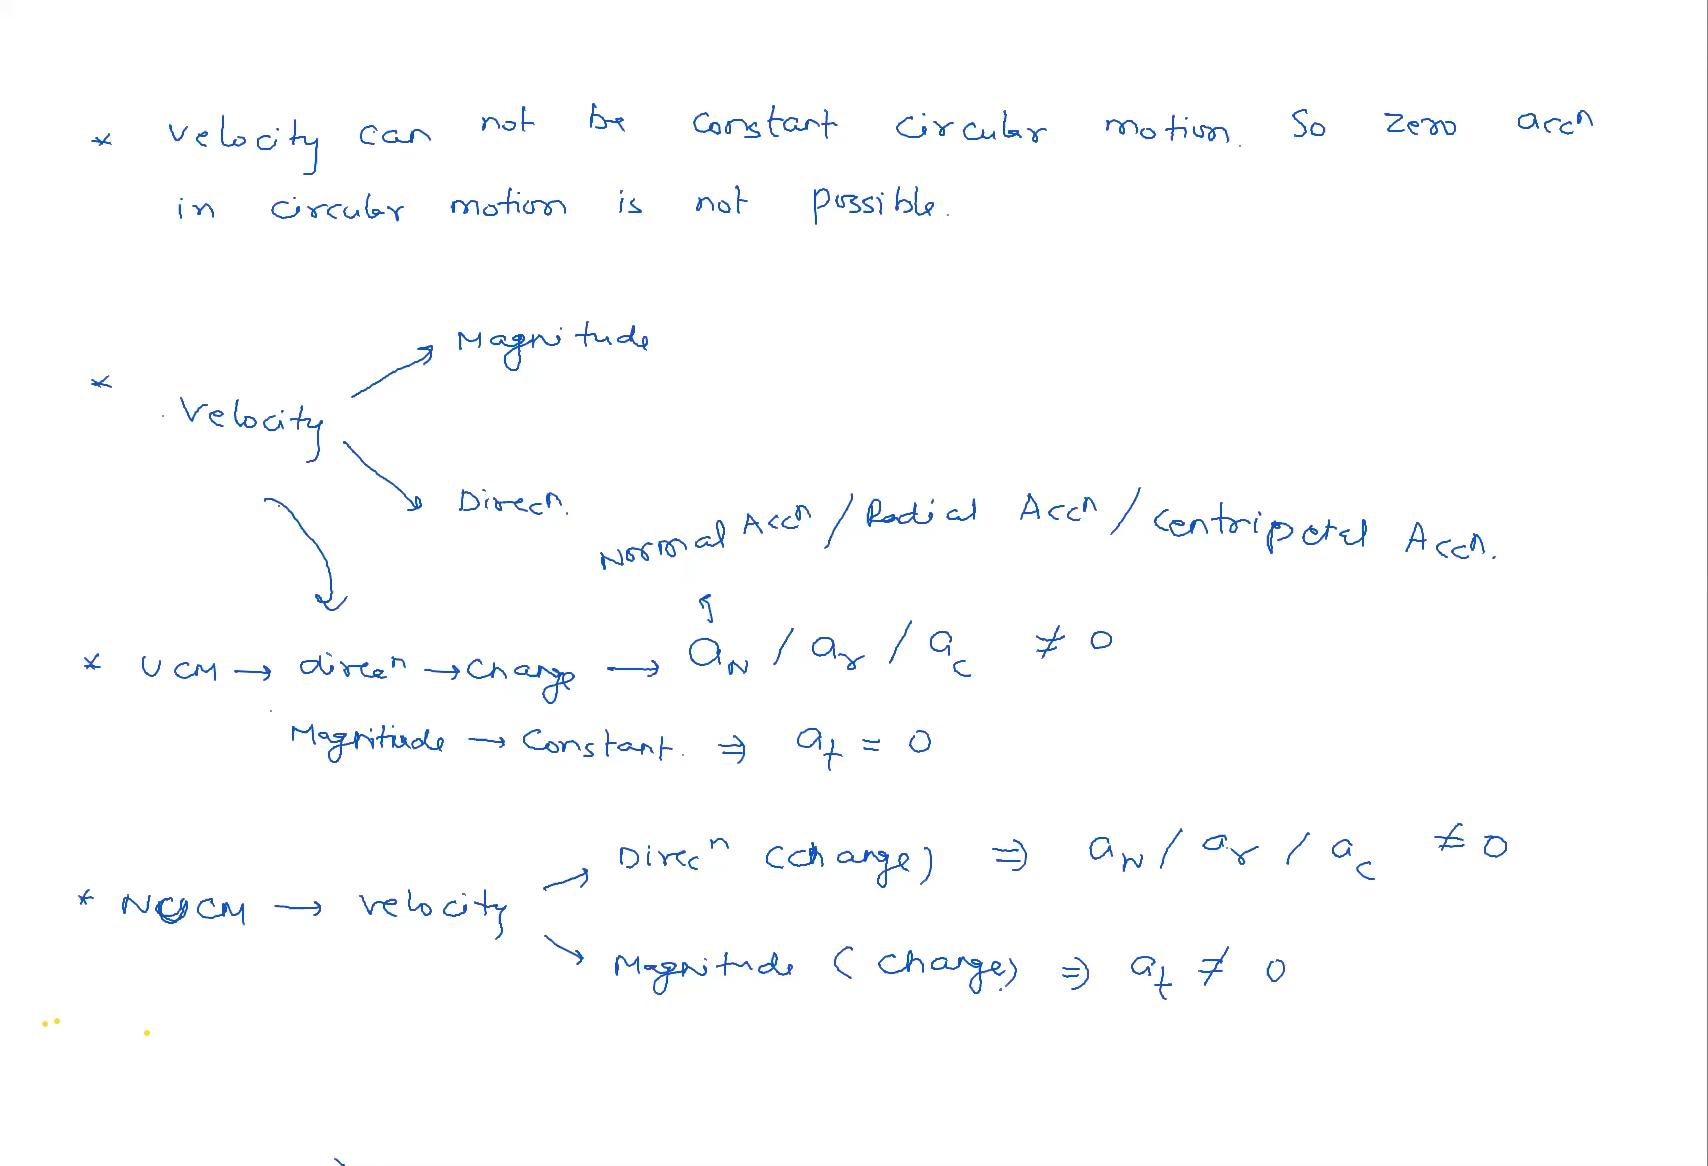 * Velocity can not be constant circular motion. So zero accn
in circular motion is not possible.
Magnitude
* Velocity
Direcn.
Normal Accn / Radial Accn / Centripetal Accn.
* UCM → direcn → change → aN / ar / ac ≠ 0
Magnitude → Constant. ⇒ at = 0
Direcn (change) ⇒ aN / ar / ac ≠ 0
* NUCM → velocity
Magnitude (change) ⇒ at ≠ 0